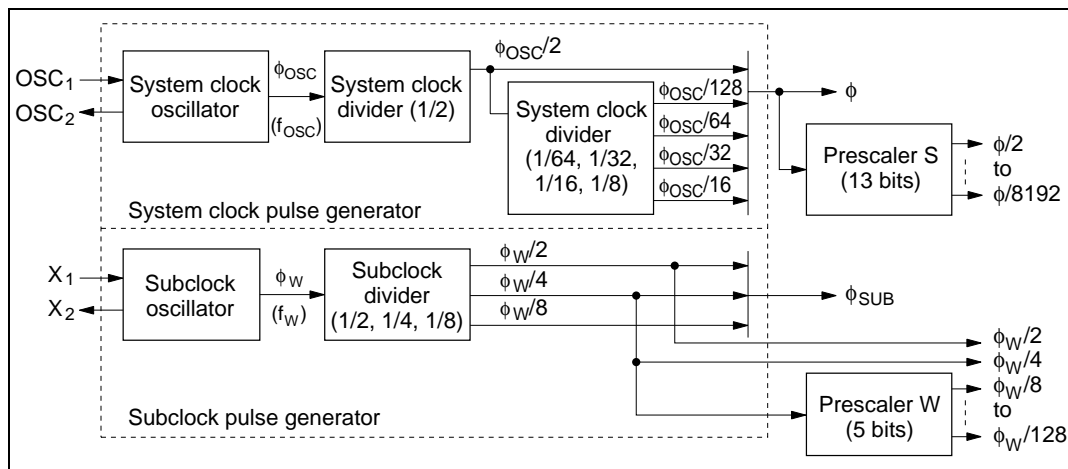 OSC1
OSC2
System clock
oscillator
φOSC
(fOSC)
System clock
divider (1/2)
φOSC/2
System clock
divider
(1/64, 1/32,
1/16, 1/8)
φOSC/128
φOSC/64
φOSC/32
φOSC/16
φ
Prescaler S
(13 bits)
φ/2
to
φ/8192
System clock pulse generator
X1
X2
Subclock
oscillator
φW
(fW)
Subclock
divider
(1/2, 1/4, 1/8)
φW/2
φW/4
φW/8
φSUB
φW/2
φW/4
Prescaler W
(5 bits)
φW/8
to
φW/128
Subclock pulse generator